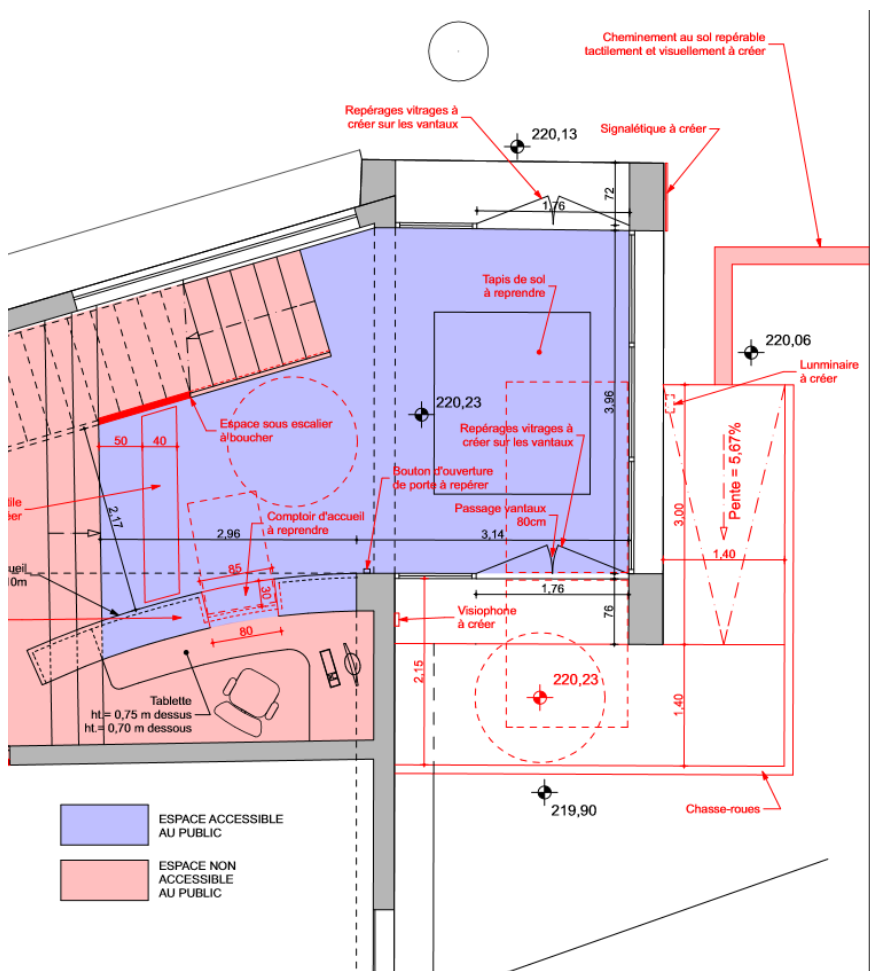 Cheminement au sol repérable
tactilement et visuellement à créer
Repérages vitrages à
créer sur les vantaux
Signalétique à créer
220,13
72
1,76
Tapis de sol
à reprendre
220,06
Lunminaire
à créer
220,23
3,96
Repérages vitrages à
créer sur les vantaux
Espace sous escalier
à boucher
50
40
Bouton d'ouverture
de porte à repérer
Pente = 5,67%
3,00
Passage vantaux
80cm
2,17
2,96
Comptoir d'accueil
à reprendre
3,14
1,40
85
30
10m
1,76
76
80
Visiophone
à créer
2,15
220,23
1,40
Tablette
ht.= 0,75 m dessus
ht.= 0,70 m dessous
219,90
Chasse-roues
ESPACE ACCESSIBLE
AU PUBLIC
ESPACE NON
ACCESSIBLE
AU PUBLIC